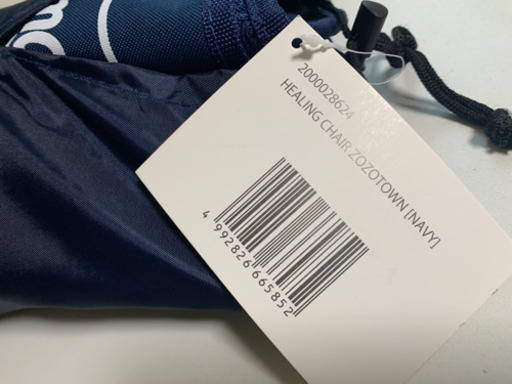 2000028624
HEALING CHAIR ZOZOTOWN [NAVY]
4 992826 665852